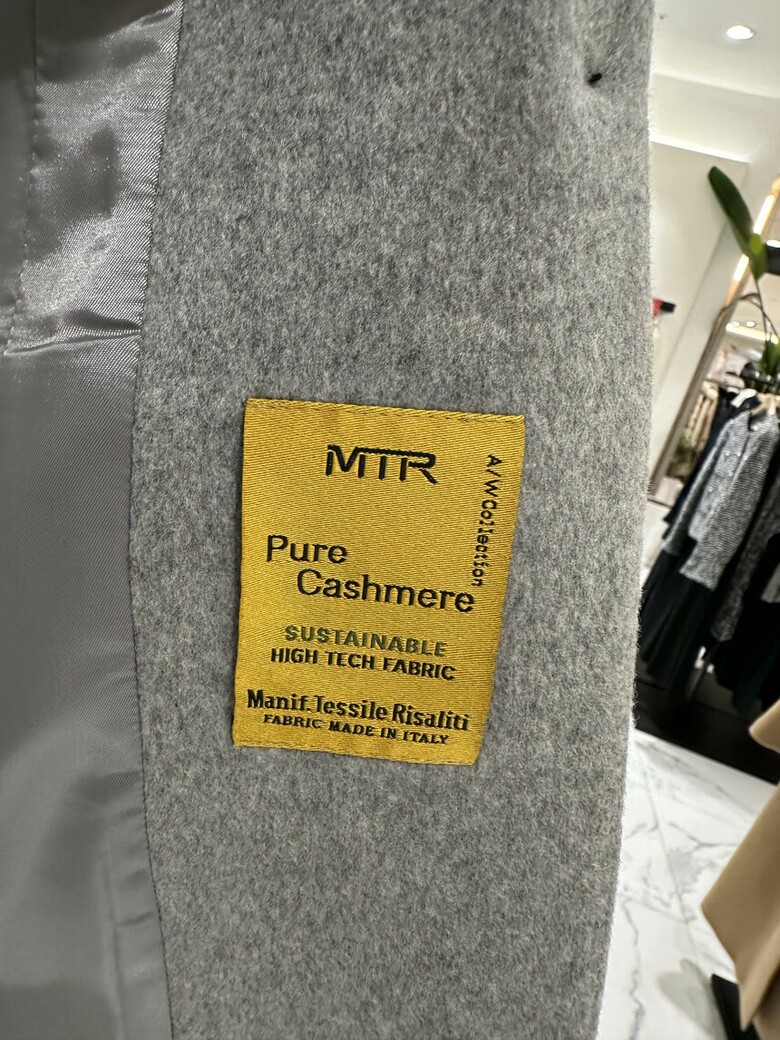 MTR
A/W Collection
Pure
Cashmere
SUSTAINABLE
HIGH TECH FABRIC
Manif. Tessile Risaliti
FABRIC MADE IN ITALY